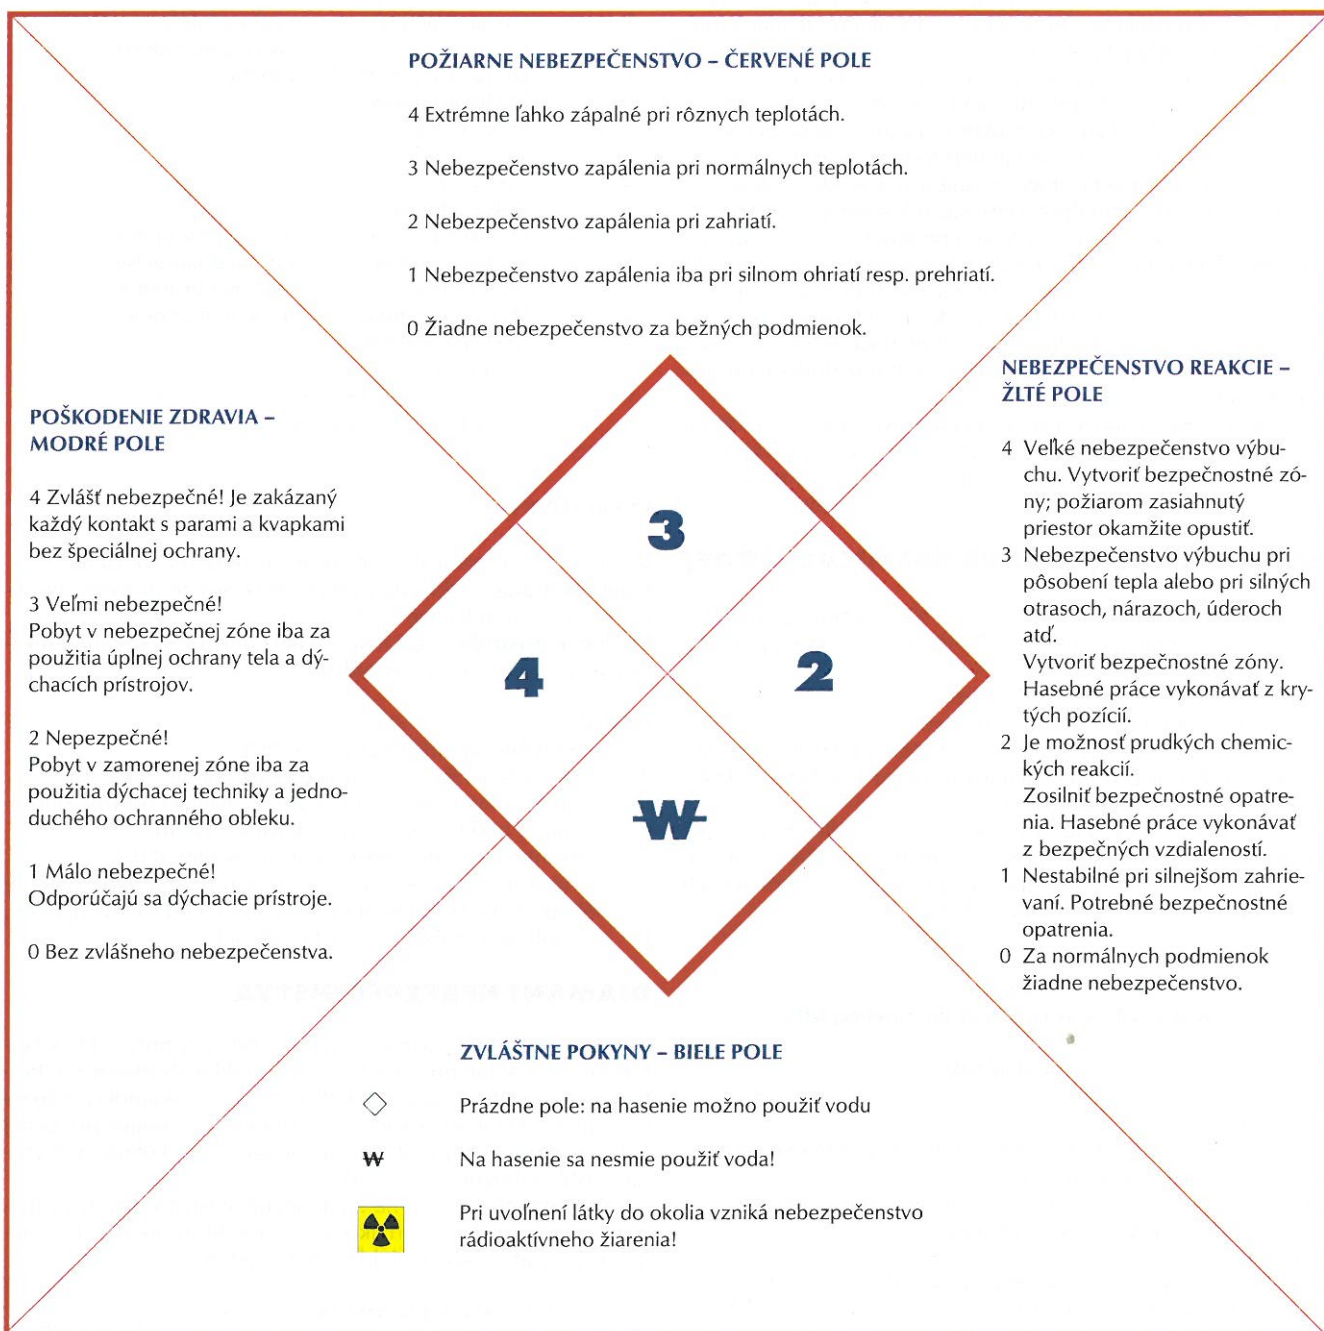 POŽIARNE NEBEZPEČENSTVO – ČERVENÉ POLE
4 Extrémne ľahko zápalné pri rôznych teplotách.
3 Nebezpečenstvo zapálenia pri normálnych teplotách.
2 Nebezpečenstvo zapálenia pri zahriatí.
1 Nebezpečenstvo zapálenia iba pri silnom ohriatí resp. prehriatí.
0 Žiadne nebezpečenstvo za bežných podmienok.
POŠKODENIE ZDRAVIA –
MODRÉ POLE
4 Zvlášť nebezpečné! Je zakázaný
každý kontakt s parami a kvapkami
bez špeciálnej ochrany.
3 Veľmi nebezpečné!
Pobyt v nebezpečnej zóne iba za
použitia úplnej ochrany tela a dý-
chacích prístrojov.
2 Nepezpečné!
Pobyt v zamorenej zóne iba za
použitia dýchacej techniky a jedno-
duchého ochranného obleku.
1 Málo nebezpečné!
Odporúčajú sa dýchacie prístroje.
0 Bez zvlášneho nebezpečenstva.
3
4
2
W
NEBEZPEČENSTVO REAKCIE –
ŽLTÉ POLE
4 Veľké nebezpečenstvo výbu-
chu. Vytvoriť bezpečnostné zó-
ny; požiarom zasiahnutý
priestor okamžite opustiť.
3 Nebezpečenstvo výbuchu pri
pôsobení tepla alebo pri silných
otrasoch, nárazoch, úderoch
atď.
Vytvoriť bezpečnostné zóny.
Hasebné práce vykonávať z kry-
tých pozícií.
2 Je možnosť prudkých chemic-
kých reakcií.
Zosilniť bezpečnostné opatre-
nia. Hasebné práce vykonávať
z bezpečných vzdialeností.
1 Nestabilné pri silnejšom zahrie-
vaní. Potrebné bezpečnostné
opatrenia.
0 Za normálnych podmienok
žiadne nebezpečenstvo.
ZVLÁŠTNE POKYNY – BIELE POLE
Prázdne pole: na hasenie možno použiť vodu
W Na hasenie sa nesmie použiť voda!
Pri uvoľnení látky do okolia vzniká nebezpečenstvo
rádioaktívneho žiarenia!